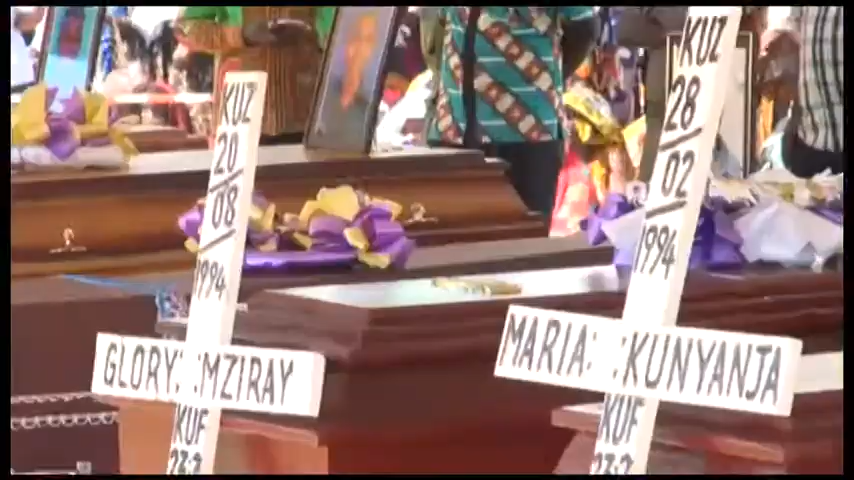 KUZ
20
08
1994
GLORY MZIRAY
KUF
KUZ
28
02
1994
MARIA KUNYANJA
KUF